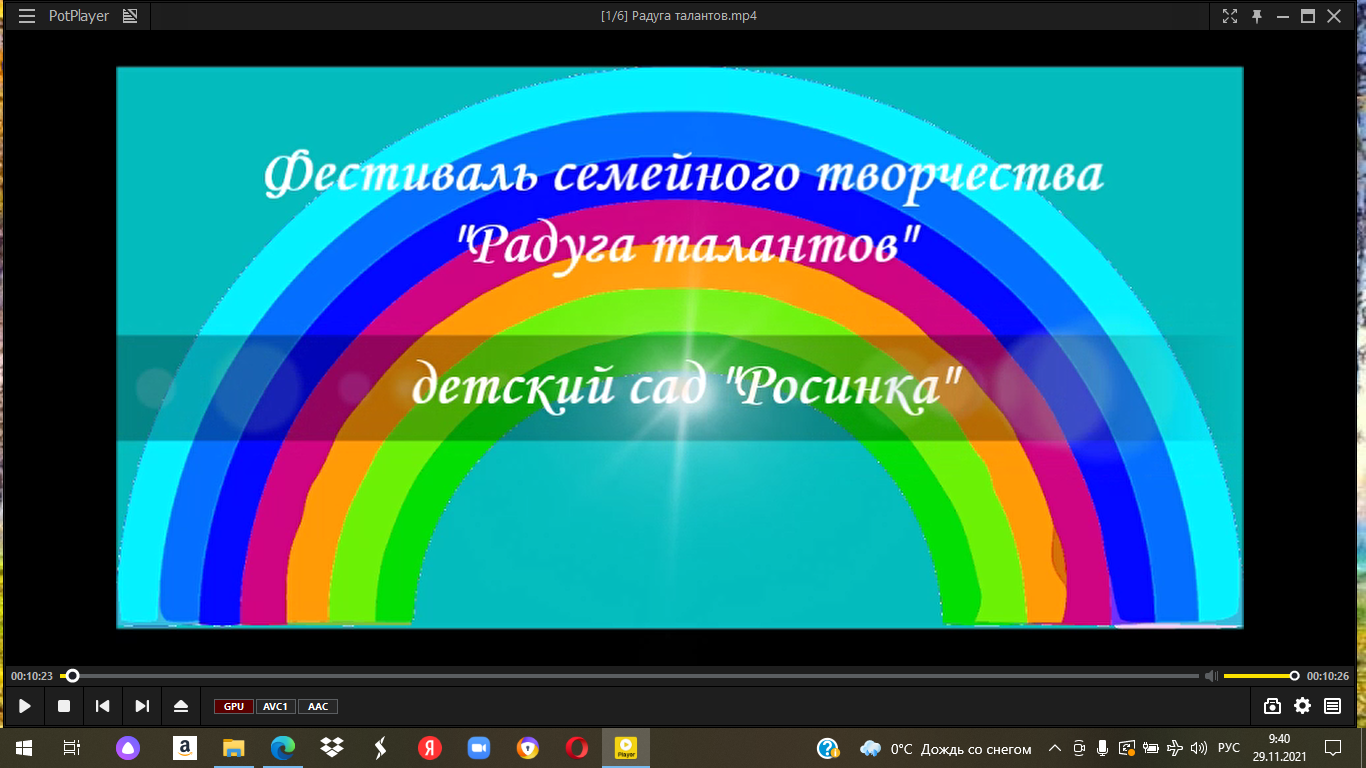 PotPlayer
[1/6] Радуга талантов.mp4
Фестиваль семейного творчества
"Радуга талантов"
детский сад "Росинка"
00:10:23
00:10:26
GPU AVC1 AAC
a
Я
Player
0°C Дождь со снегом
РУС
9:40
29.11.2021